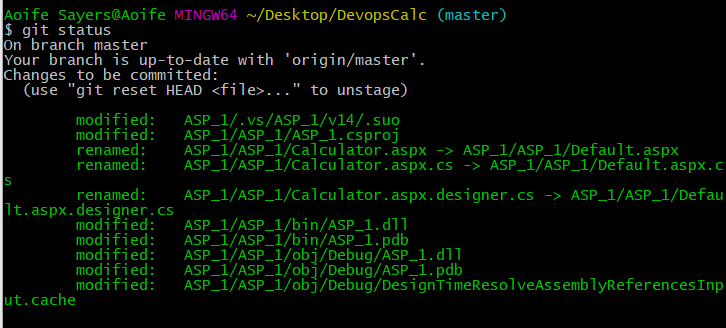 Aoife Sayers@Aoife MINGW64 ~/Desktop/DevopsCalc (master)
$ git status
On branch master
Your branch is up-to-date with 'origin/master'.
Changes to be committed:
  (use "git reset HEAD <file>..." to unstage)

        modified:   ASP_1/.vs/ASP_1/v14/.suo
        modified:   ASP_1/ASP_1/ASP_1.csproj
        renamed:    ASP_1/ASP_1/Calculator.aspx -> ASP_1/ASP_1/Default.aspx
        renamed:    ASP_1/ASP_1/Calculator.aspx.cs -> ASP_1/ASP_1/Default.aspx.c
s
        renamed:    ASP_1/ASP_1/Calculator.aspx.designer.cs -> ASP_1/ASP_1/Defau
lt.aspx.designer.cs
        modified:   ASP_1/ASP_1/bin/ASP_1.dll
        modified:   ASP_1/ASP_1/bin/ASP_1.pdb
        modified:   ASP_1/ASP_1/obj/Debug/ASP_1.dll
        modified:   ASP_1/ASP_1/obj/Debug/ASP_1.pdb
        modified:   ASP_1/ASP_1/obj/Debug/DesignTimeResolveAssemblyReferencesInp
ut.cache